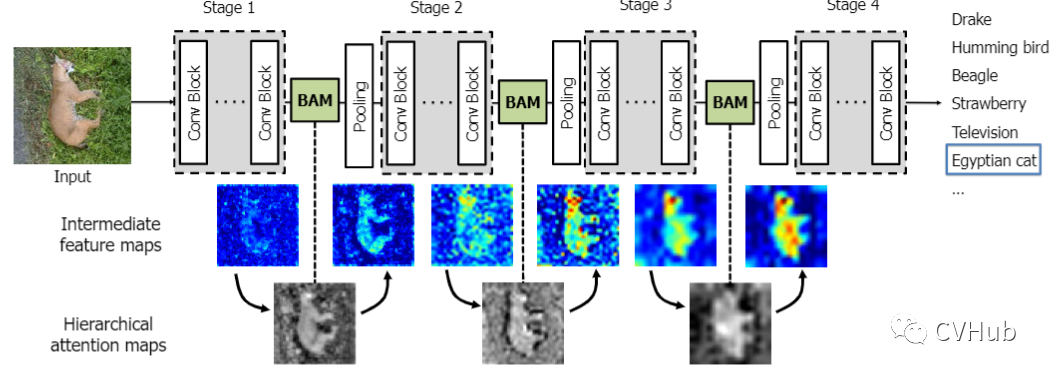 Stage 1
Stage 2
Stage 3
Stage 4
Conv Block
....
Conv Block
BAM
Pooling
Conv Block
....
Conv Block
BAM
Pooling
Conv Block
....
Conv Block
BAM
Pooling
Conv Block
....
Conv Block
Drake
Humming bird
Beagle
Strawberry
Television
Egyptian cat
...
Input
Intermediate
feature maps
Hierarchical
attention maps
CVHub